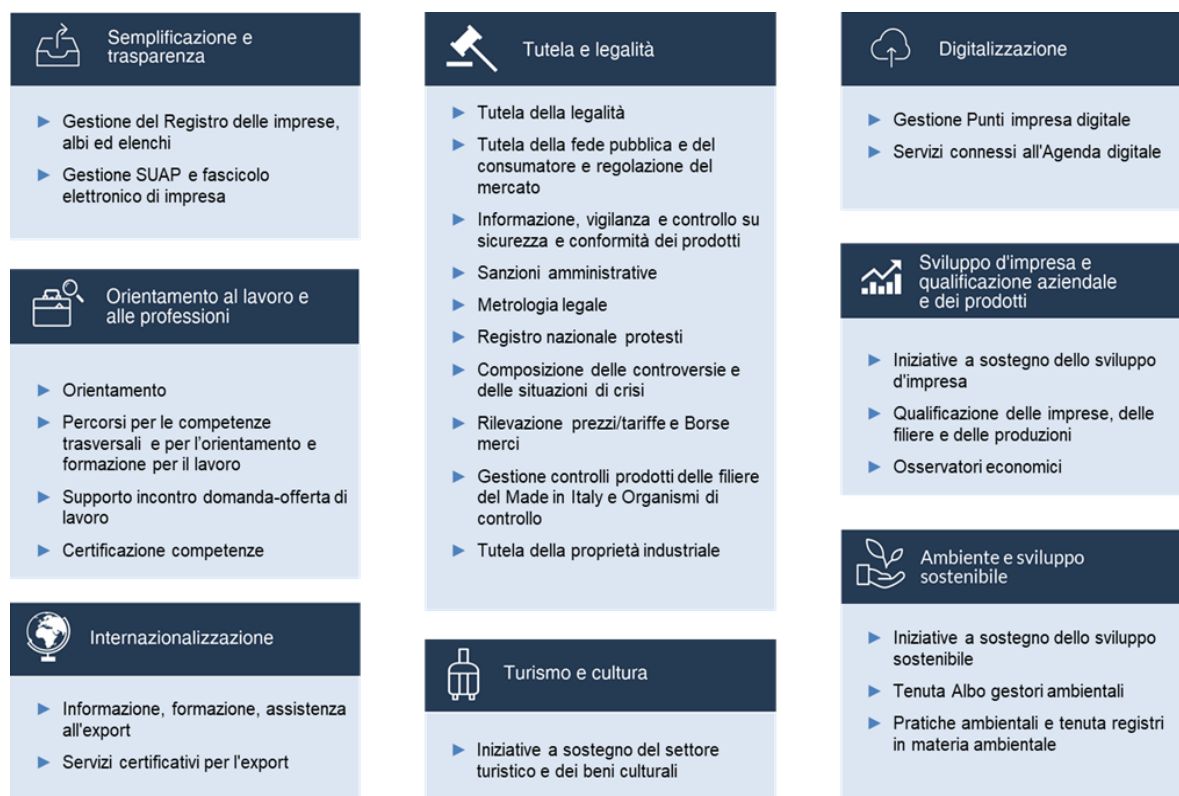 Semplificazione e
trasparenza
Gestione del Registro delle imprese,
albi ed elenchi
Gestione SUAP e fascicolo
elettronico di impresa
Orientamento al lavoro e
alle professioni
Orientamento
Percorsi per le competenze
trasversali e per l'orientamento e
formazione per il lavoro
Supporto incontro domanda-offerta di
lavoro
Certificazione competenze
Internazionalizzazione
Informazione, formazione, assistenza
all'export
Servizi certificativi per l'export
Tutela e legalità
Tutela della legalità
Tutela della fede pubblica e del
consumatore e regolazione del
mercato
Informazione, vigilanza e controllo su
sicurezza e conformità dei prodotti
Sanzioni amministrative
Metrologia legale
Registro nazionale protesti
Composizione delle controversie e
delle situazioni di crisi
Rilevazione prezzi/tariffe e Borse
merci
Gestione controlli prodotti delle filiere
del Made in Italy e Organismi di
controllo
Tutela della proprietà industriale
Turismo e cultura
Iniziative a sostegno del settore
turistico e dei beni culturali
Digitalizzazione
Gestione Punti impresa digitale
Servizi connessi all'Agenda digitale
Sviluppo d'impresa e
qualificazione aziendale
e dei prodotti
Iniziative a sostegno dello sviluppo
d'impresa
Qualificazione delle imprese, delle
filiere e delle produzioni
Osservatori economici
Ambiente e sviluppo
sostenibile
Iniziative a sostegno dello sviluppo
sostenibile
Tenuta Albo gestori ambientali
Pratiche ambientali e tenuta registri
in materia ambientale